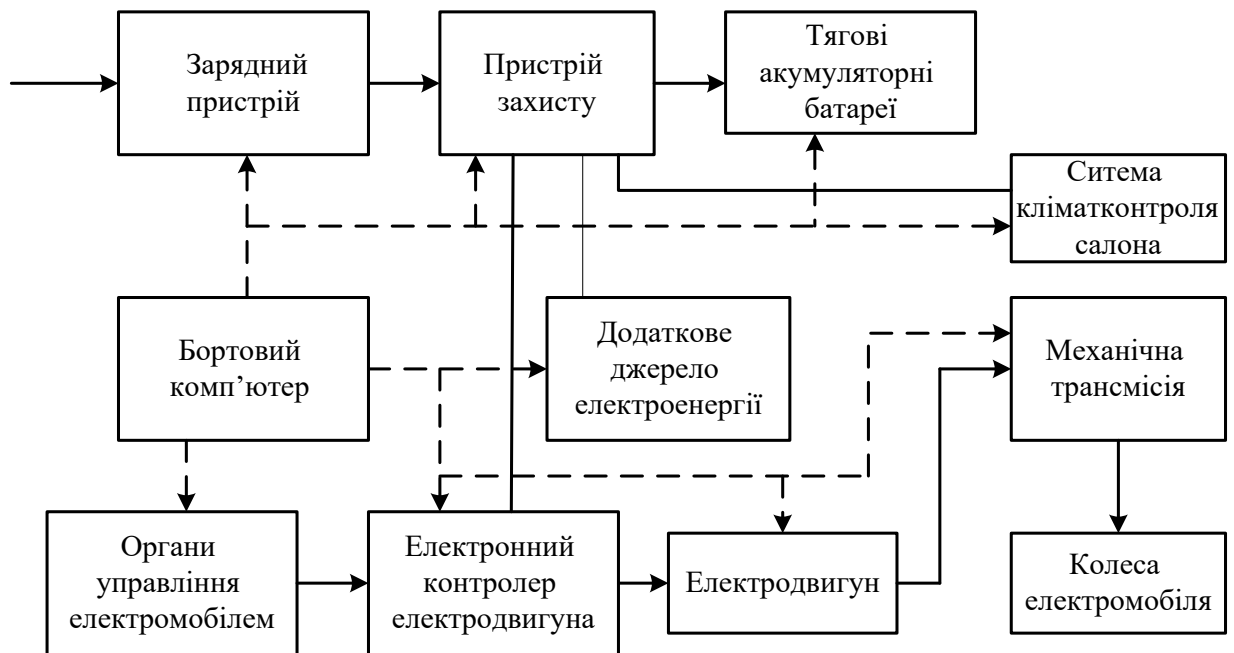 Зарядний
пристрій
Пристрій
захисту
Тягові
акумуляторні
батареї
Ситема
кліматконтроля
салона
Бортовий
комп’ютер
Додаткове
джерело
електроенергії
Механічна
трансмісія
Органи
управління
електромобілем
Електронний
контролер
електродвигуна
Електродвигун
Колеса
електромобіля